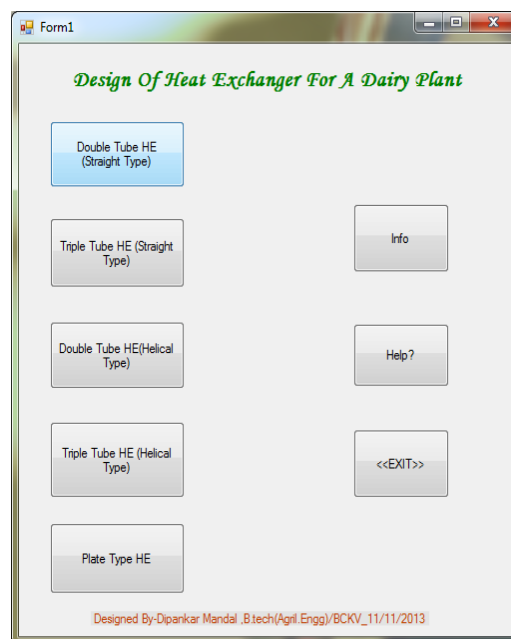 Form1
Design Of Heat Exchanger For A Dairy Plant
Double Tube HE
(Straight Type)
Triple Tube HE (Straight
Type)
Double Tube HE(Helical
Type)
Triple Tube HE (Helical
Type)
Plate Type HE
Info
Help?
<<EXIT>>
Designed By-Dipankar Mandal ,B.tech(Agril.Engg)/BCKV_11/11/2013